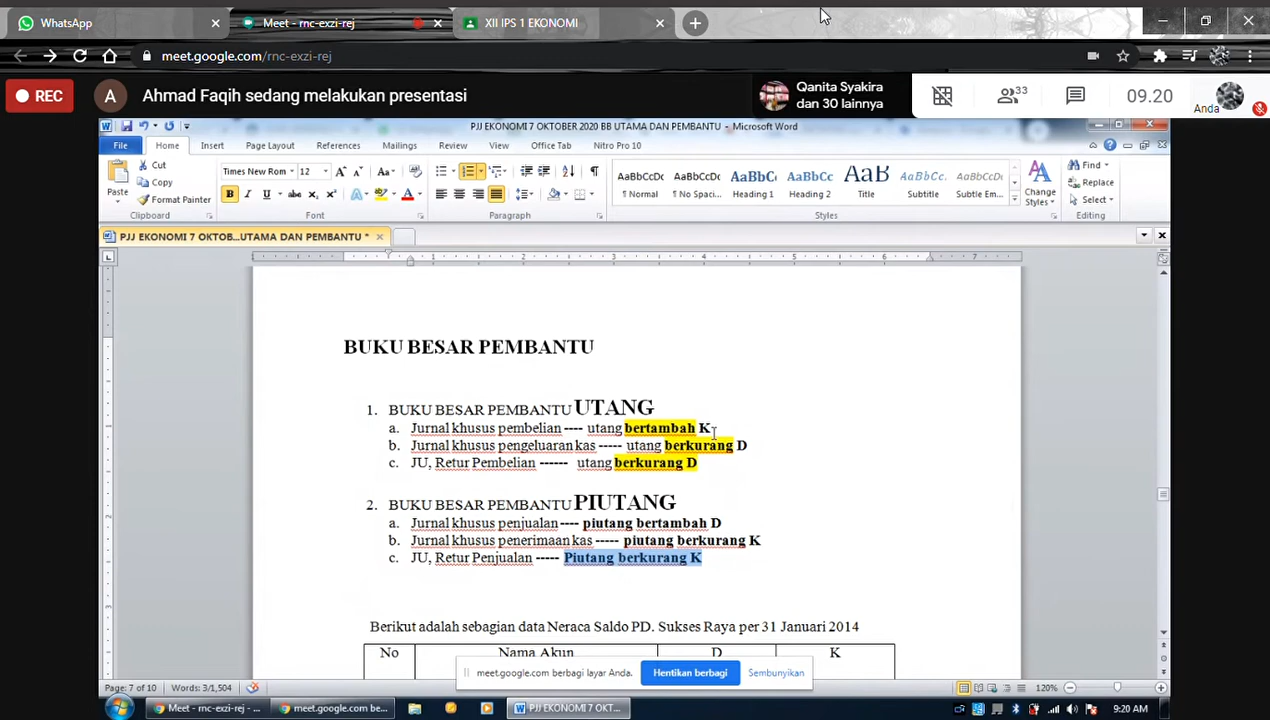 WhatsApp
Meet - rnc-exzi-rej
XII IPS 1 EKONOMI
meet.google.com/rnc-exzi-rej
REC
A
Ahmad Faqih sedang melakukan presentasi
Qanita Syakira
dan 30 lainnya
33
09.20
Anda
PJJ EKONOMI 7 OKTOBER 2020 BB UTAMA DAN PEMBANTU - Microsoft Word
File Home Insert Page Layout References Mailings Review View Office Tab Nitro Pro 10
Cut
Copy
Format Painter
Paste
Clipboard
Times New Rom 12
Font
Paragraph
AaBbCcDc AaBbCcDc AaBbCc AaBbCc AaB AaBbCc. AaBbCcDc
¶ Normal ¶ No Spaci... Heading 1 Heading 2 Title Subtitle Subtle Em...
Styles
Change
Styles
Find
Replace
Select
Editing
PJJ EKONOMI 7 OKTOB...UTAMA DAN PEMBANTU *
1 1 2 3 4 5 6 7
BUKU BESAR PEMBANTU
1. BUKU BESAR PEMBANTU UTANG
a. Jurnal khusus pembelian ---- utang bertambah K
b. Jurnal khusus pengeluaran kas ----- utang berkurang D
c. JU, Retur Pembelian ------ utang berkurang D
2. BUKU BESAR PEMBANTU PIUTANG
a. Jurnal khusus penjualan ---- piutang bertambah D
b. Jurnal khusus penerimaan kas ----- piutang berkurang K
c. JU, Retur Penjualan ----- Piutang berkurang K
Berikut adalah sebagian data Neraca Saldo PD. Sukses Raya per 31 Januari 2014
No Nama Akun D K
meet.google.com berbagi layar Anda. Hentikan berbagi Sembunyikan
Page: 7 of 10 Words: 3/1,504 120%
Meet - rnc-exzi-rej - ... meet.google.com be... PJJ EKONOMI 7 OKT... 9:20 AM